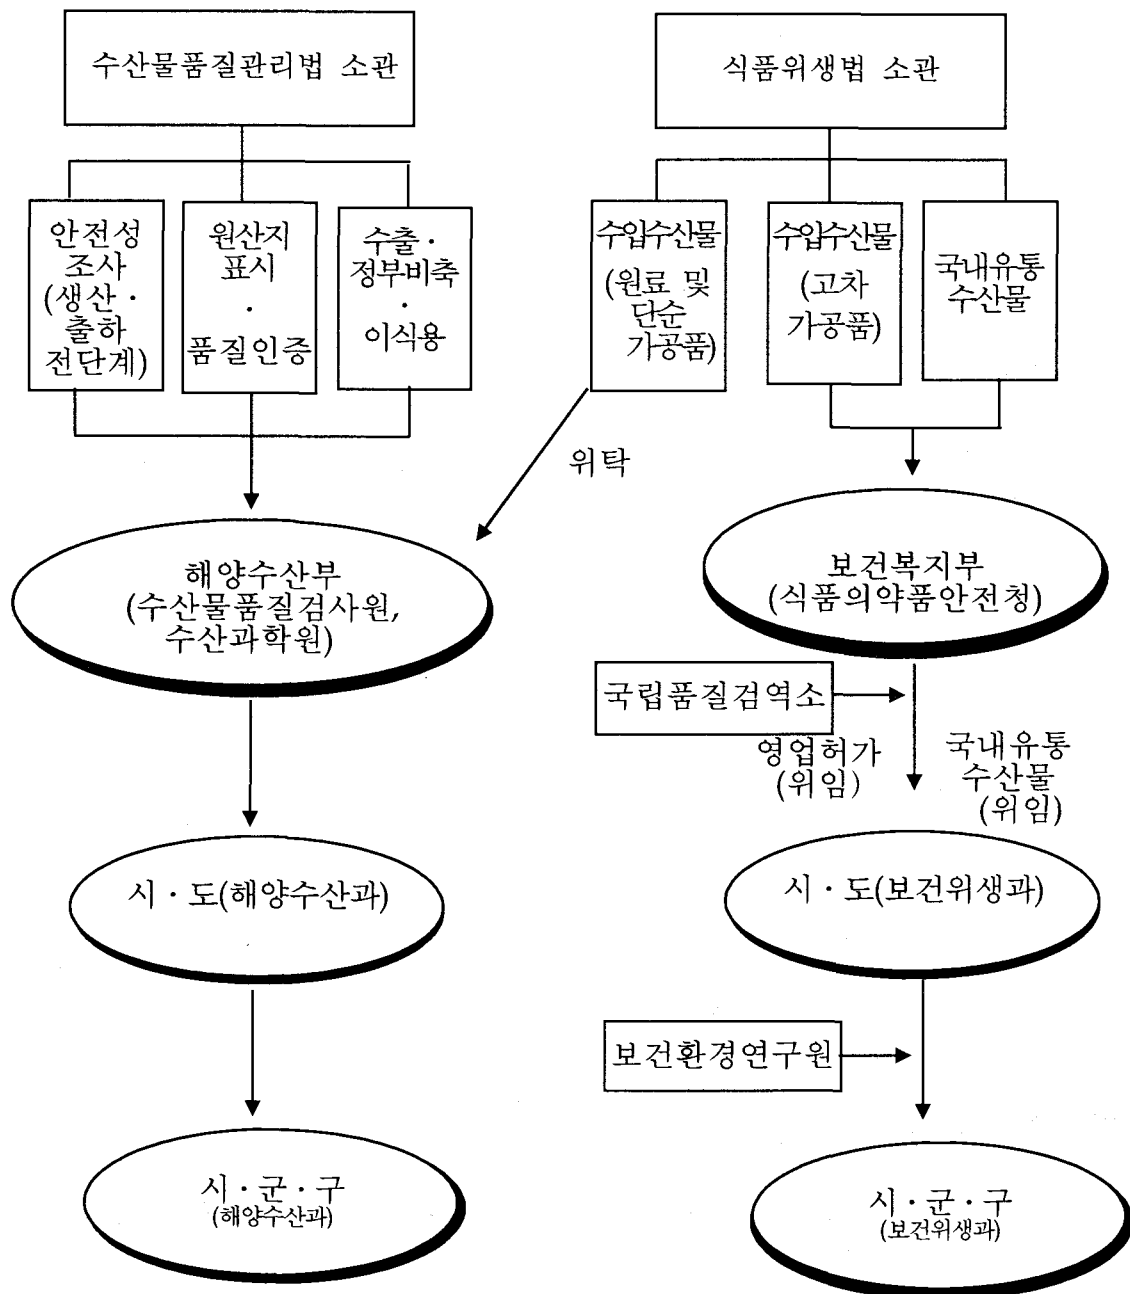 수산물품질관리법 소관
식품위생법 소관
안전성
조사
(생산·
출하
전단계)
원산지
표시
·
품질인증
수출·
정부비축
·
이식용
수입수산물
(원료 및
단순
가공품)
수입수산물
(고차
가공품)
국내유통
수산물
위탁
해양수산부
(수산물품질검사원,
수산과학원)
보건복지부
(식품의약품안전청)
국립품질검역소
영업허가
(위임)
국내유통
수산물
(위임)
시·도(해양수산과)
시·도(보건위생과)
보건환경연구원
시·군·구
(해양수산과)
시·군·구
(보건위생과)